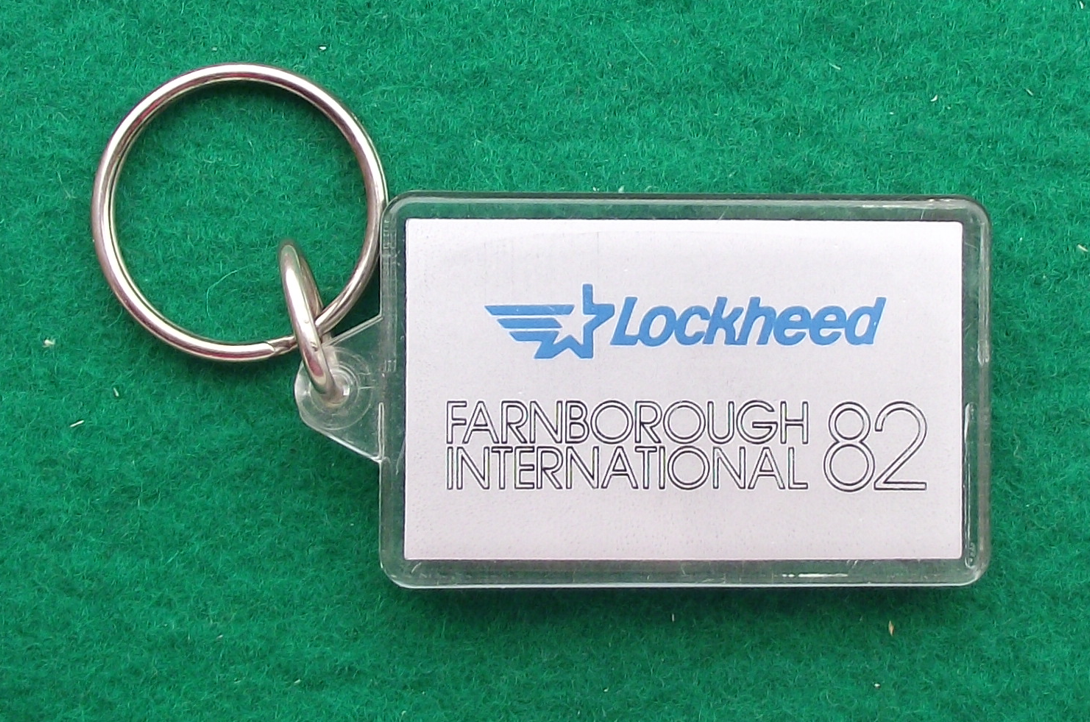 Lockheed
FARNBOROUGH
INTERNATIONAL 82